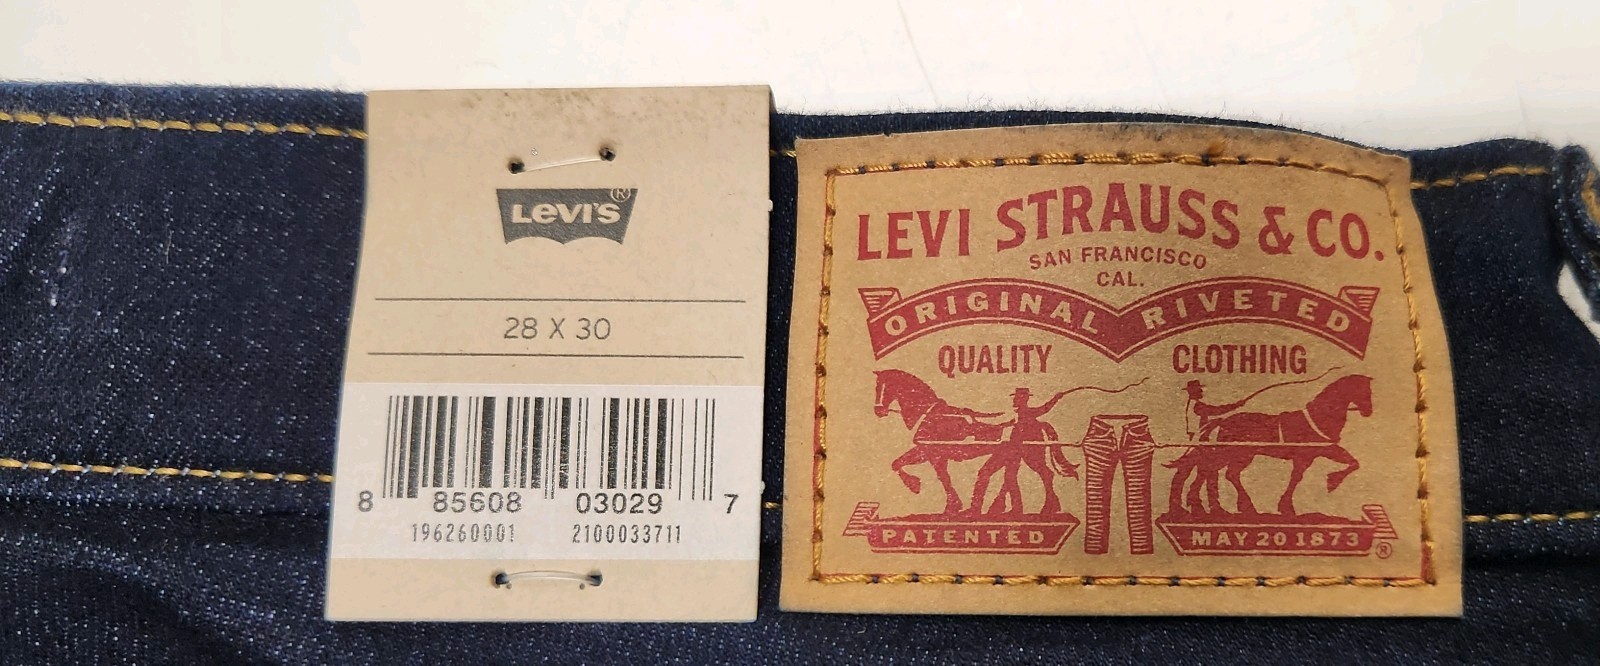 LEVI'S®
28 X 30
8 85608 03029 7
196260001 2100033711
LEVI STRAUSS & CO.
SAN FRANCISCO
CAL.
ORIGINAL RIVETED
QUALITY CLOTHING
PATENTED MAY 20 1873 ®